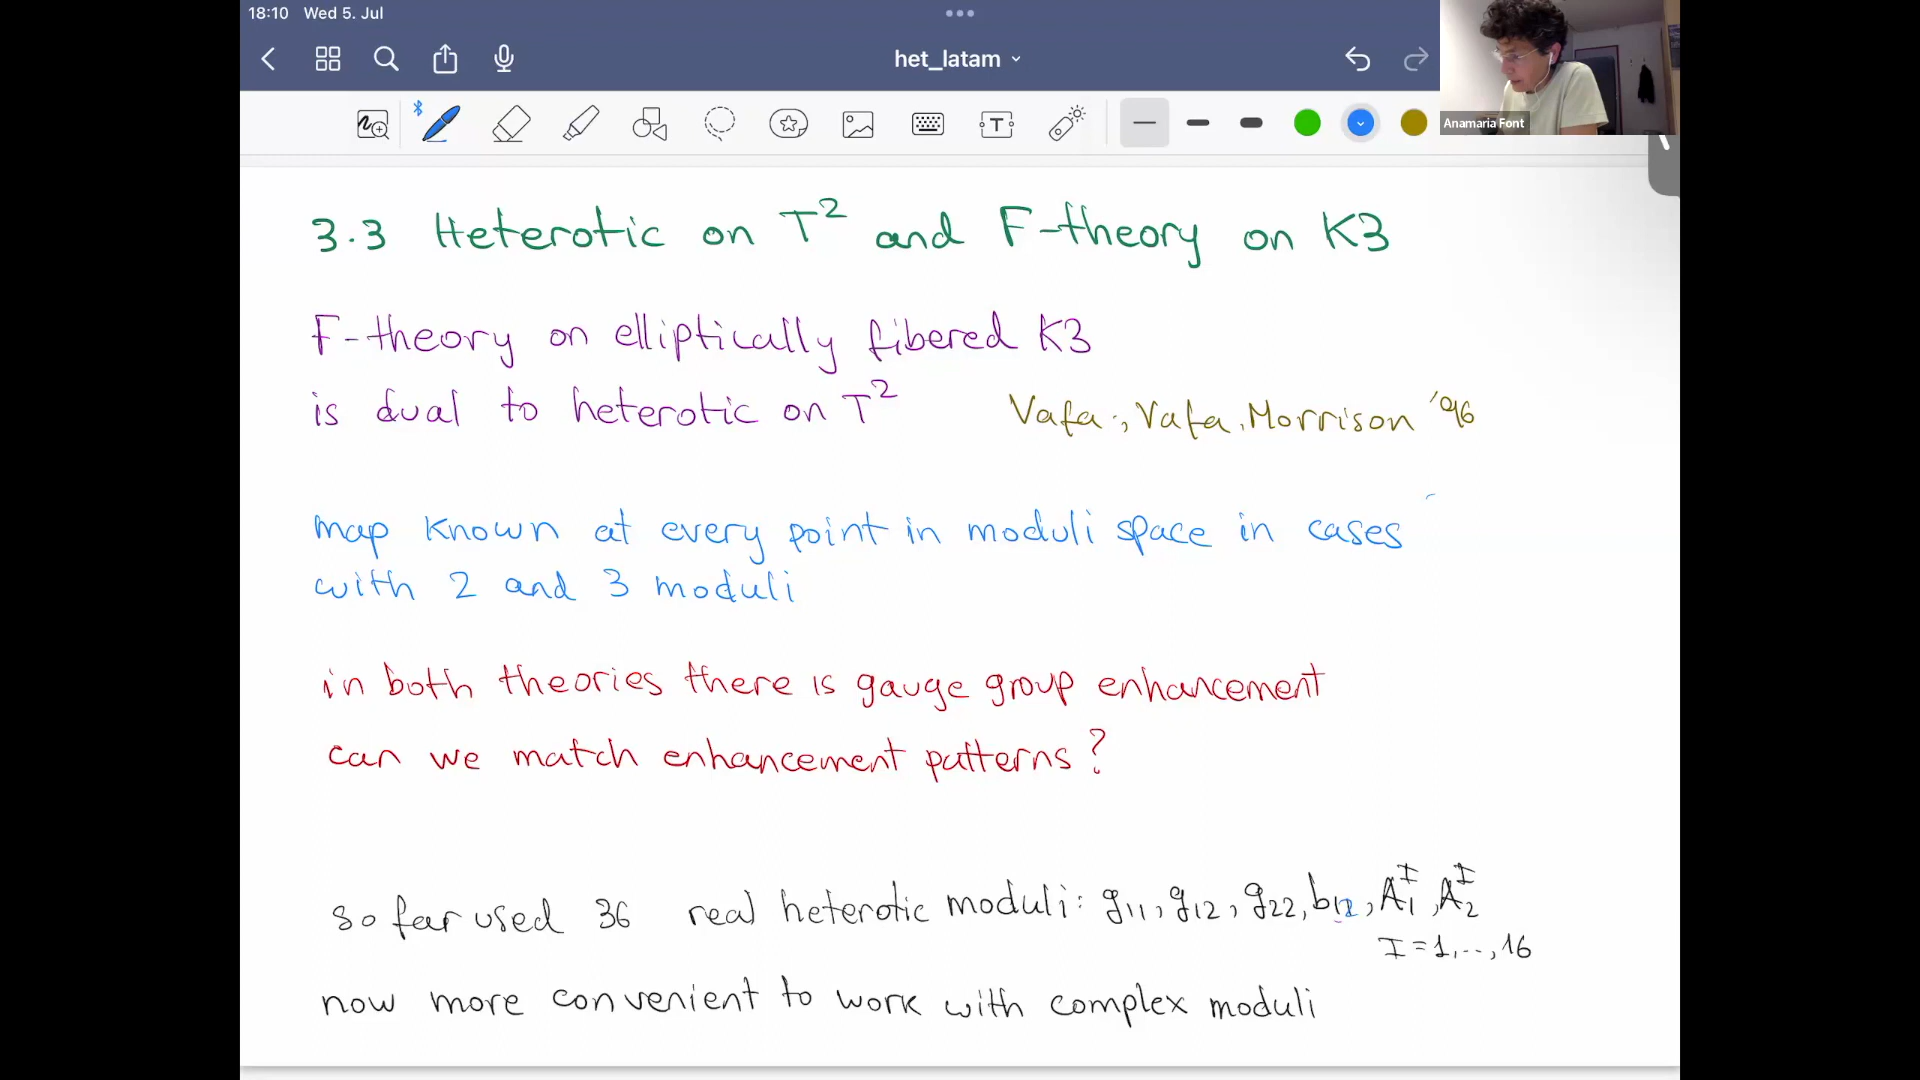 18:10 Wed 5. Jul
het_latam
Anamaria Font
3.3 Heterotic on T² and F-theory on K3
F-theory on elliptically fibered K3
is dual to heterotic on T²
Vafa ; Vafa, Morrison '96
map known at every point in moduli space in cases
with 2 and 3 moduli
in both theories there is gauge group enhancement
can we match enhancement patterns?
so far used 36 real heterotic moduli: g₁₁, g₁₂, g₂₂, b₁₂, A₁ᴵ, A₂ᴵ
I = 1, ..., 16
now more convenient to work with complex moduli